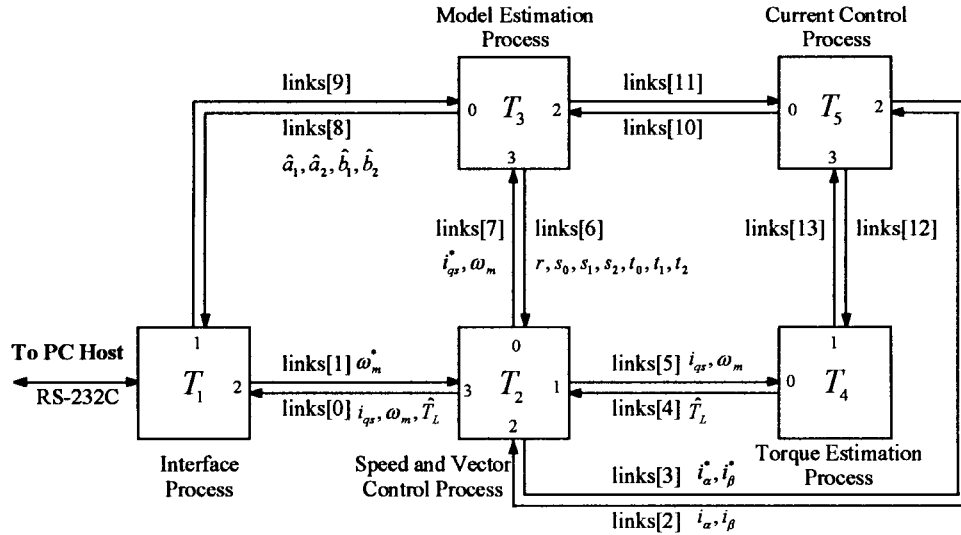 Model Estimation
Process
Current Control
Process
links[9]
links[8]
â₁, â₂, b̂₁, b̂₂
0 T₃ 2
3
links[11]
links[10]
0 T₅ 2
3
links[7]
i*qs, ωm
links[6]
r, s₀, s₁, s₂, t₀, t₁, t₂
links[13]
links[12]
To PC Host
RS-232C
1
T₁ 2
links[1] ω*m
links[0] iqs, ωm, T̂L
0
3 T₂ 1
2
links[5] iqs, ωm
links[4] T̂L
1
0 T₄
Interface
Process
Speed and Vector
Control Process
Torque Estimation
Process
links[3] i*α, i*β
links[2] iα, iβ